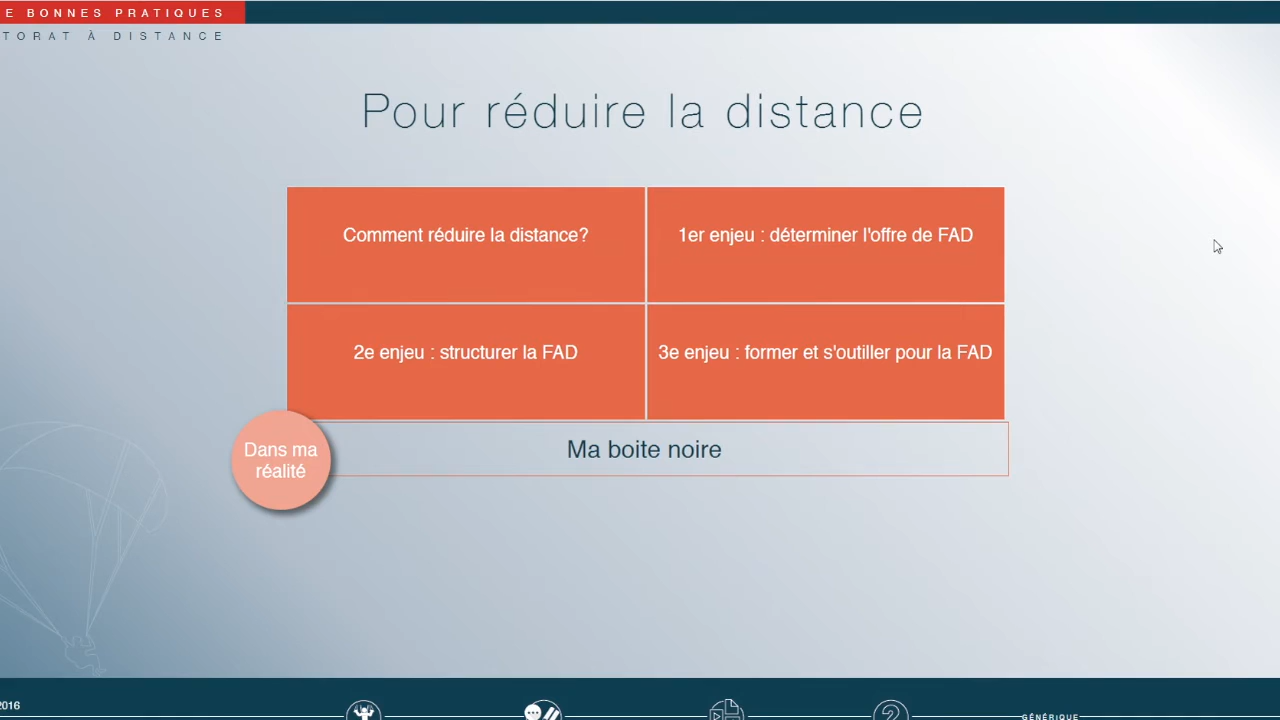 E BONNES PRATIQUES
TORAT À DISTANCE
Pour réduire la distance
Comment réduire la distance?
1er enjeu : déterminer l'offre de FAD
2e enjeu : structurer la FAD
3e enjeu : former et s'outiller pour la FAD
Dans ma
réalité
Ma boite noire
2016
?
GÉNÉRIQUE